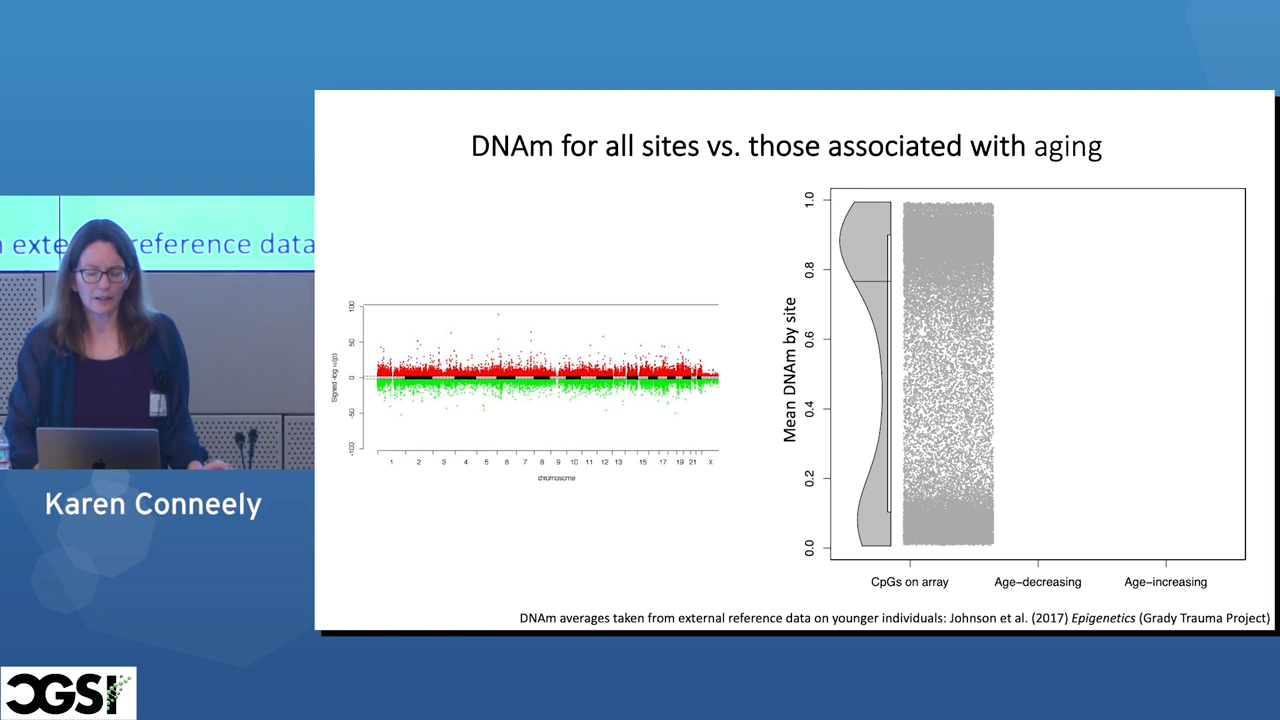 DNAm for all sites vs. those associated with aging
exte reference data
100
50
0
-50
-100
Signed -log
1 2 3 4 5 6 7 8 9 10 11 12 13 15 17 19 21 X
chromosome
1.0
0.8
0.6
0.4
0.2
0.0
Mean DNAm by site
CpGs on array Age-decreasing Age-increasing
DNAm averages taken from external reference data on younger individuals: Johnson et al. (2017) Epigenetics (Grady Trauma Project)
Karen Conneely
CGSI